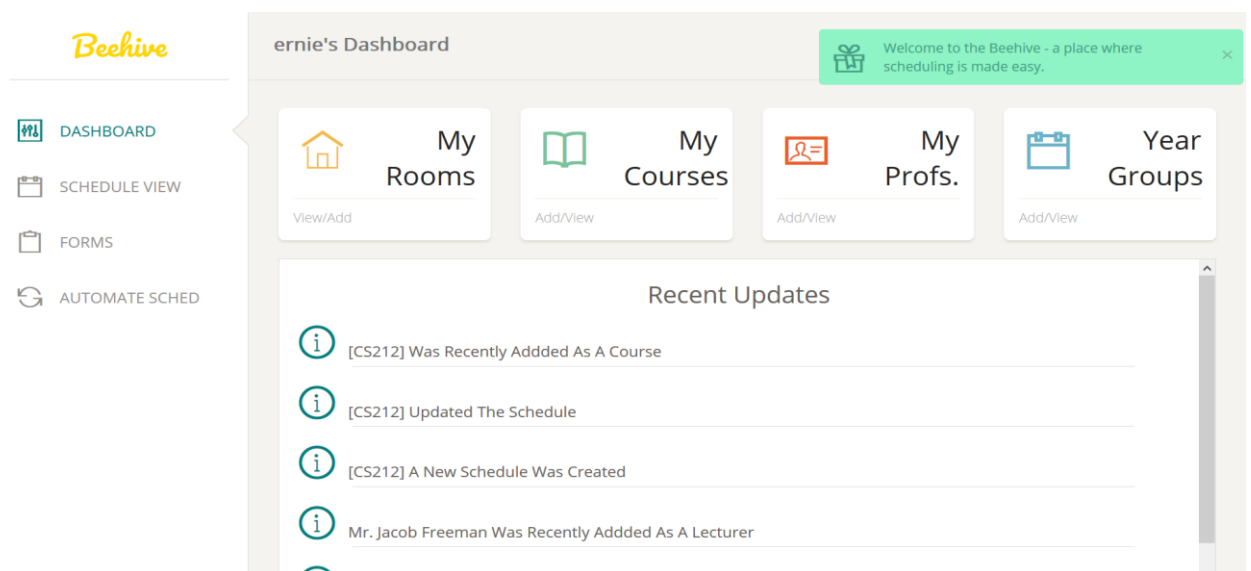 Beehive
ernie's Dashboard
Welcome to the Beehive - a place where
scheduling is made easy.
×
DASHBOARD
SCHEDULE VIEW
FORMS
AUTOMATE SCHED
My
Rooms
View/Add
My
Courses
Add/View
My
Profs.
Add/View
Year
Groups
Add/View
Recent Updates
[CS212] Was Recently Addded As A Course
[CS212] Updated The Schedule
[CS212] A New Schedule Was Created
Mr. Jacob Freeman Was Recently Addded As A Lecturer